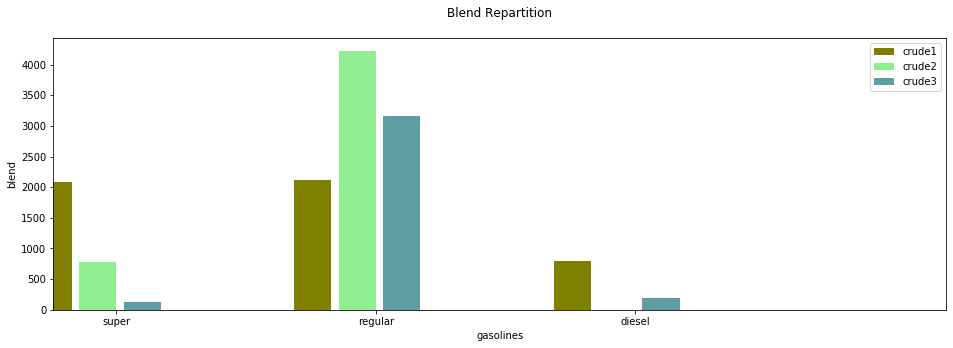 Blend Repartition
crude1
crude2
crude3
4000
3500
3000
2500
2000
1500
1000
500
0
blend
super regular diesel
gasolines